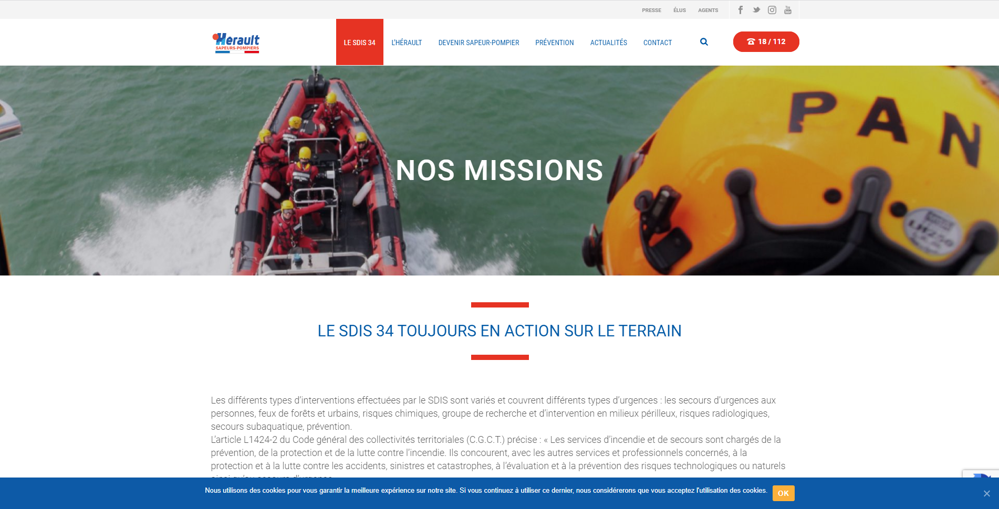 PRESSE ÉLUS AGENTS You Tube
Herault
SAPEURS-POMPIERS
LE SDIS 34 L'HÉRAULT DEVENIR SAPEUR-POMPIER PRÉVENTION ACTUALITÉS CONTACT 18 / 112
PAN
NOS MISSIONS
LE SDIS 34 TOUJOURS EN ACTION SUR LE TERRAIN
Les différents types d’interventions effectuées par le SDIS sont variés et couvrent différents types d’urgences : les secours d’urgences aux
personnes, feux de forêts et urbains, risques chimiques, groupe de recherche et d’intervention en milieux périlleux, risques radiologiques,
secours subaquatique, prévention.
L’article L1424-2 du Code général des collectivités territoriales (C.G.C.T.) précise : « Les services d’incendie et de secours sont chargés de la
prévention, de la protection et de la lutte contre l’incendie. Ils concourent, avec les autres services et professionnels concernés, à la
protection et à la lutte contre les accidents, sinistres et catastrophes, à l’évaluation et à la prévention des risques technologiques ou naturels
Nous utilisons des cookies pour vous garantir la meilleure expérience sur notre site. Si vous continuez à utiliser ce dernier, nous considérerons que vous acceptez l'utilisation des cookies. OK